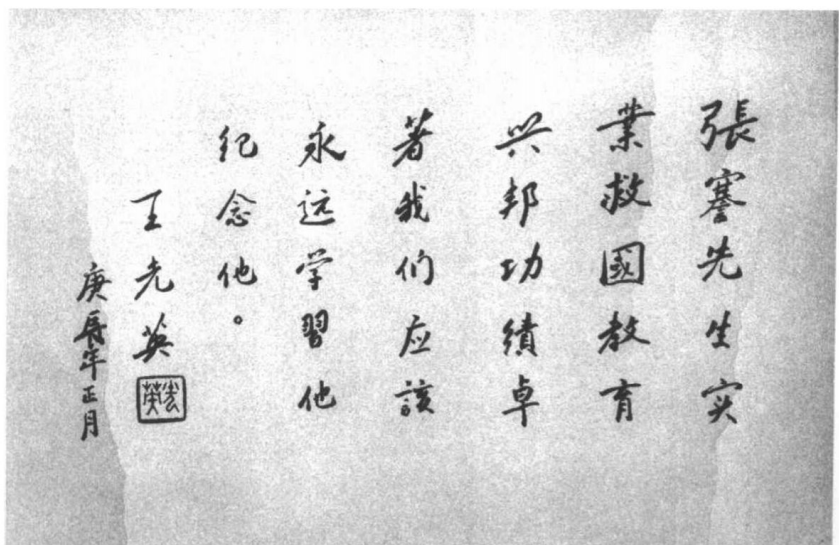 張謇先生实
業救國教育
兴邦功績卓
著我们应該
永远学習他
纪念他。
王光英
庚辰年正月